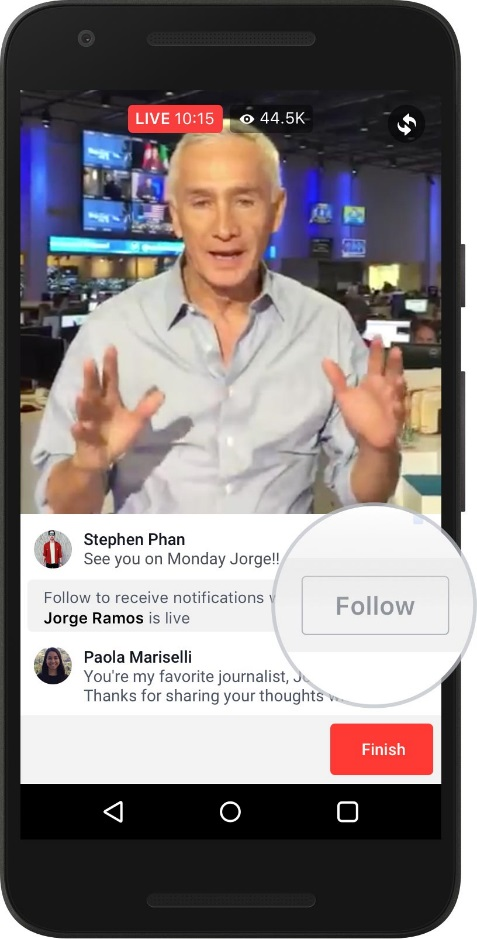 LIVE 10:15
44.5K
Stephen Phan
See you on Monday Jorge!!
Follow to receive notifications
Jorge Ramos is live
Follow
Paola Mariselli
You're my favorite journalist,
Thanks for sharing your thoughts
Finish